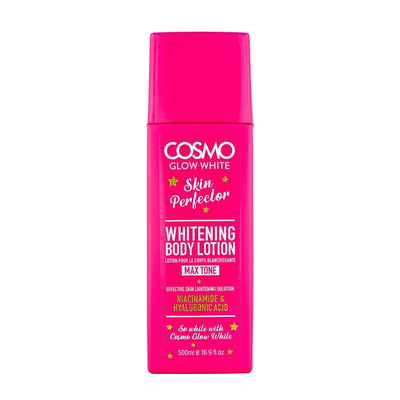 COSMO
GLOW WHITE
Skin
Perfector
WHITENING
BODY LOTION
LOTION POUR LE CORPS BLANCHISSANTE
MAX TONE
EFFECTIVE SKIN LIGHTENING SOLUTION
NIACINAMIDE &
HYALURONIC ACID
So white with
Cosmo Glow White
500ml e 16.9 fl.oz